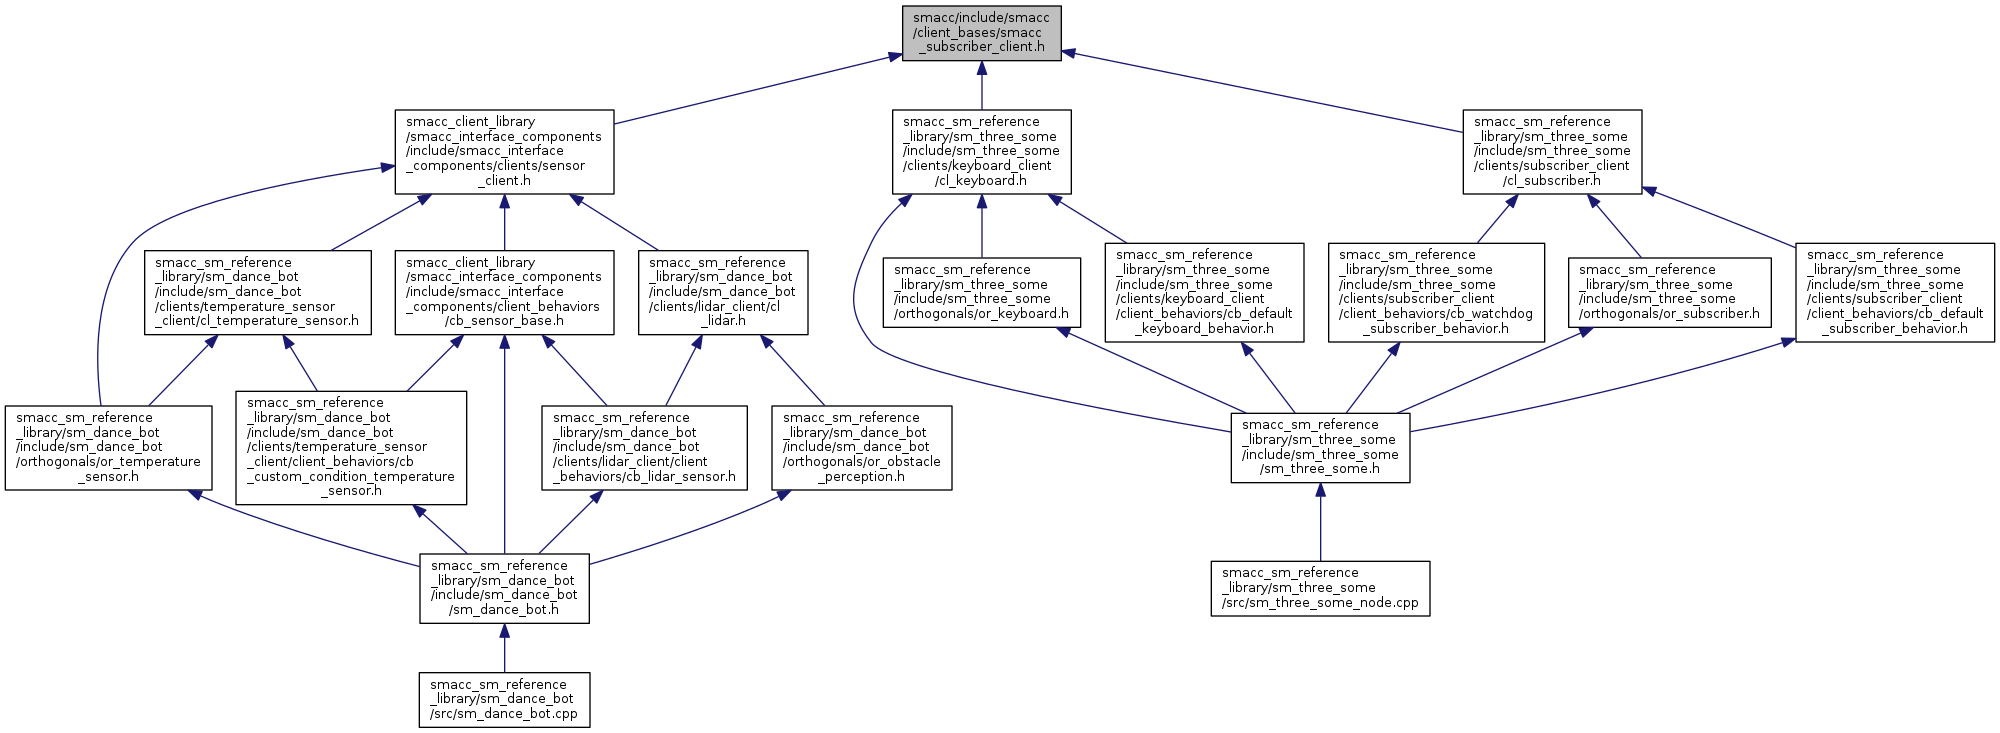 smacc/include/smacc
/client_bases/smacc
_subscriber_client.h
smacc_client_library
/smacc_interface_components
/include/smacc_interface
_components/clients/sensor
_client.h
smacc_sm_reference
_library/sm_three_some
/include/sm_three_some
/clients/keyboard_client
/cl_keyboard.h
smacc_sm_reference
_library/sm_three_some
/include/sm_three_some
/clients/subscriber_client
/cl_subscriber.h
smacc_sm_reference
_library/sm_dance_bot
/include/sm_dance_bot
/clients/temperature_sensor
_client/cl_temperature_sensor.h
smacc_client_library
/smacc_interface_components
/include/smacc_interface
_components/client_behaviors
/cb_sensor_base.h
smacc_sm_reference
_library/sm_dance_bot
/include/sm_dance_bot
/clients/lidar_client/cl
_lidar.h
smacc_sm_reference
_library/sm_three_some
/include/sm_three_some
/orthogonals/or_keyboard.h
smacc_sm_reference
_library/sm_three_some
/include/sm_three_some
/clients/keyboard_client
/client_behaviors/cb_default
_keyboard_behavior.h
smacc_sm_reference
_library/sm_three_some
/include/sm_three_some
/clients/subscriber_client
/client_behaviors/cb_watchdog
_subscriber_behavior.h
smacc_sm_reference
_library/sm_three_some
/include/sm_three_some
/orthogonals/or_subscriber.h
smacc_sm_reference
_library/sm_three_some
/include/sm_three_some
/clients/subscriber_client
/client_behaviors/cb_default
_subscriber_behavior.h
smacc_sm_reference
_library/sm_dance_bot
/include/sm_dance_bot
/orthogonals/or_temperature
_sensor.h
smacc_sm_reference
_library/sm_dance_bot
/include/sm_dance_bot
/clients/temperature_sensor
_client/client_behaviors/cb
_custom_condition_temperature
_sensor.h
smacc_sm_reference
_library/sm_dance_bot
/include/sm_dance_bot
/clients/lidar_client/client
_behaviors/cb_lidar_sensor.h
smacc_sm_reference
_library/sm_dance_bot
/include/sm_dance_bot
/orthogonals/or_obstacle
_perception.h
smacc_sm_reference
_library/sm_three_some
/include/sm_three_some
/sm_three_some.h
smacc_sm_reference
_library/sm_dance_bot
/include/sm_dance_bot
/sm_dance_bot.h
smacc_sm_reference
_library/sm_three_some
/src/sm_three_some_node.cpp
smacc_sm_reference
_library/sm_dance_bot
/src/sm_dance_bot.cpp